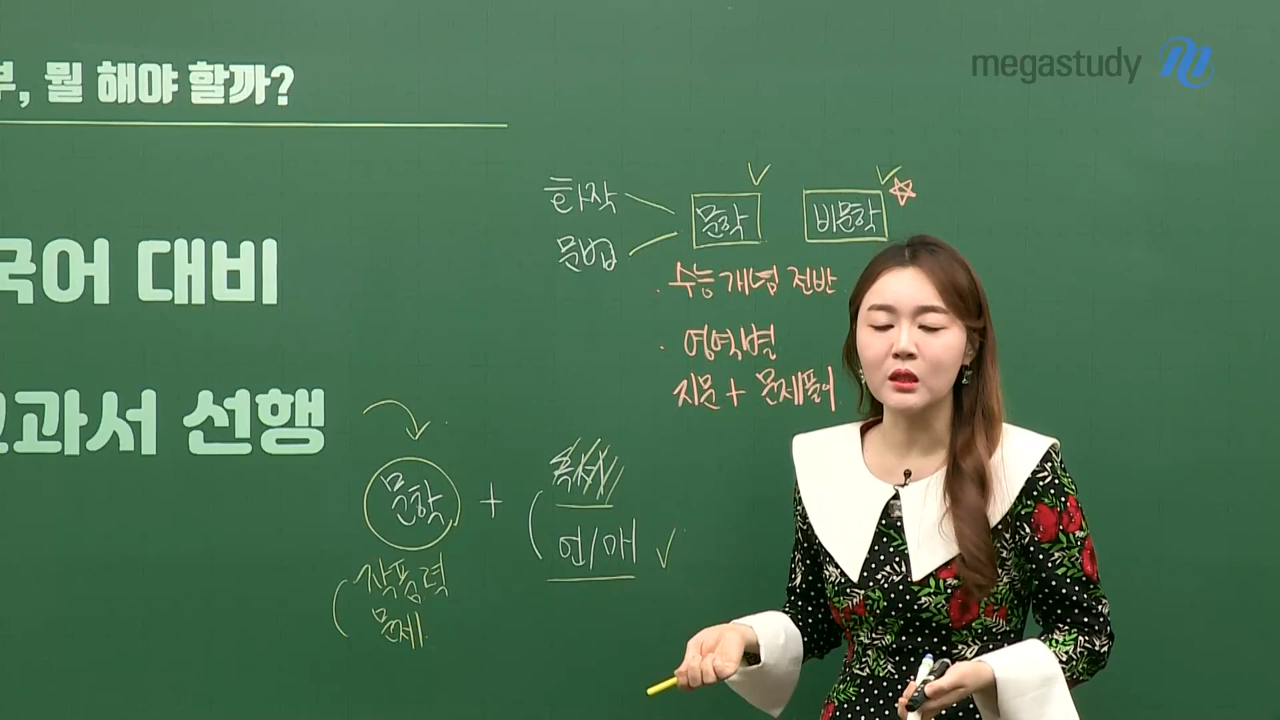 megastudy
부, 뭘 해야 할까?
화작
문법
문학
비문학
국어 대비
수능 개념 전반
영역별
지문 + 문제풀이
교과서 선행
문학 +
언/매
작품력
문제